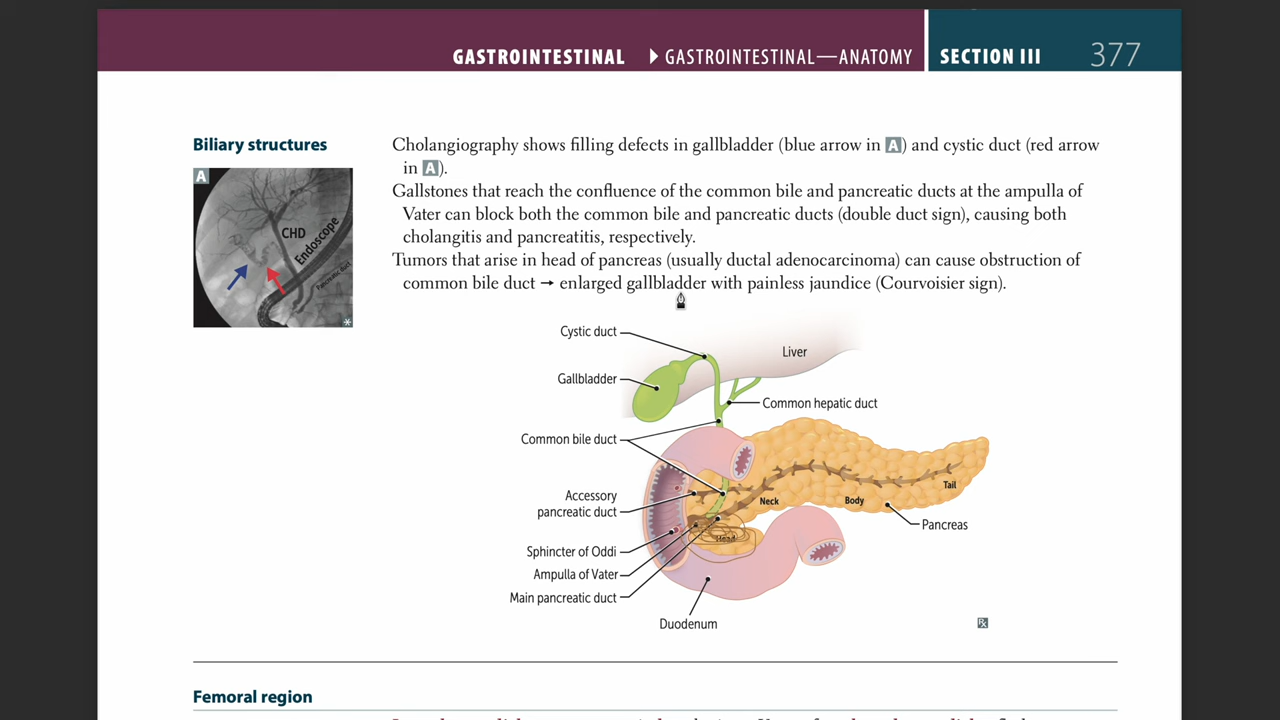 GASTROINTESTINAL ▶ GASTROINTESTINAL—ANATOMY SECTION III 377
Biliary structures
A
CHD
Endoscope
Pancreatic duct
Cholangiography shows filling defects in gallbladder (blue arrow in A) and cystic duct (red arrow
in A).
Gallstones that reach the confluence of the common bile and pancreatic ducts at the ampulla of
Vater can block both the common bile and pancreatic ducts (double duct sign), causing both
cholangitis and pancreatitis, respectively.
Tumors that arise in head of pancreas (usually ductal adenocarcinoma) can cause obstruction of
common bile duct → enlarged gallbladder with painless jaundice (Courvoisier sign).
Cystic duct
Liver
Gallbladder
Common hepatic duct
Common bile duct
Tail
Accessory
pancreatic duct
Neck
Body
Pancreas
Head
Sphincter of Oddi
Ampulla of Vater
Main pancreatic duct
Duodenum
Rx
Femoral region